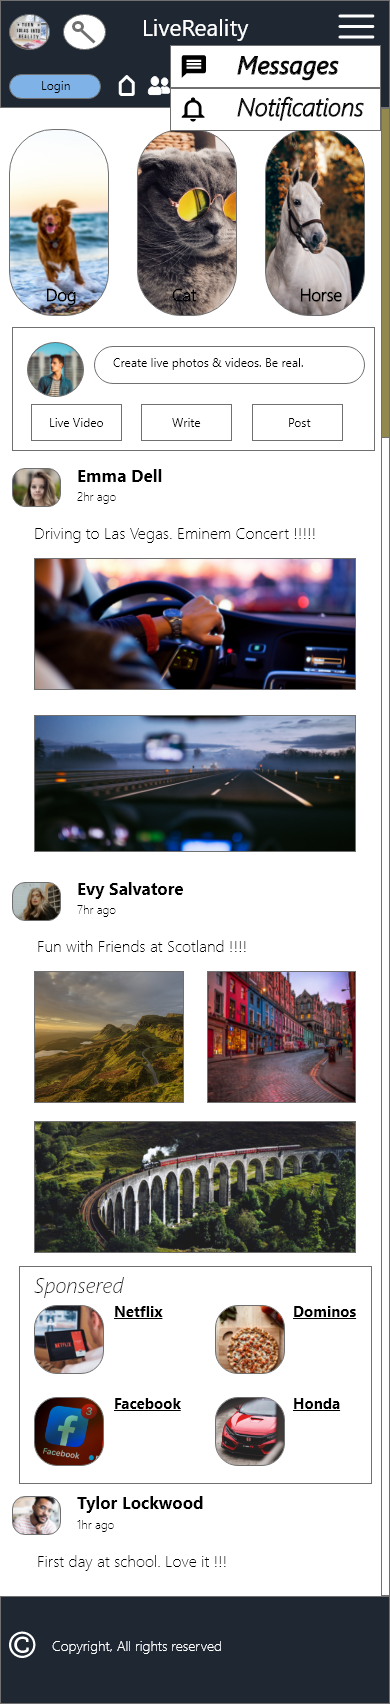 TURN
IDEAS INTO
REALITY
LiveReality
Messages
Login
Notifications
Dog
Cat
Horse
Create live photos & videos. Be real.
Live Video
Write
Post
Emma Dell
2hr ago
Driving to Las Vegas. Eminem Concert !!!!!
Evy Salvatore
7hr ago
Fun with Friends at Scotland !!!!
Sponsered
Netflix
Dominos
NETFLIX
Facebook
Honda
3
Facebook
Tylor Lockwood
1hr ago
First day at school. Love it !!!
© Copyright, All rights reserved